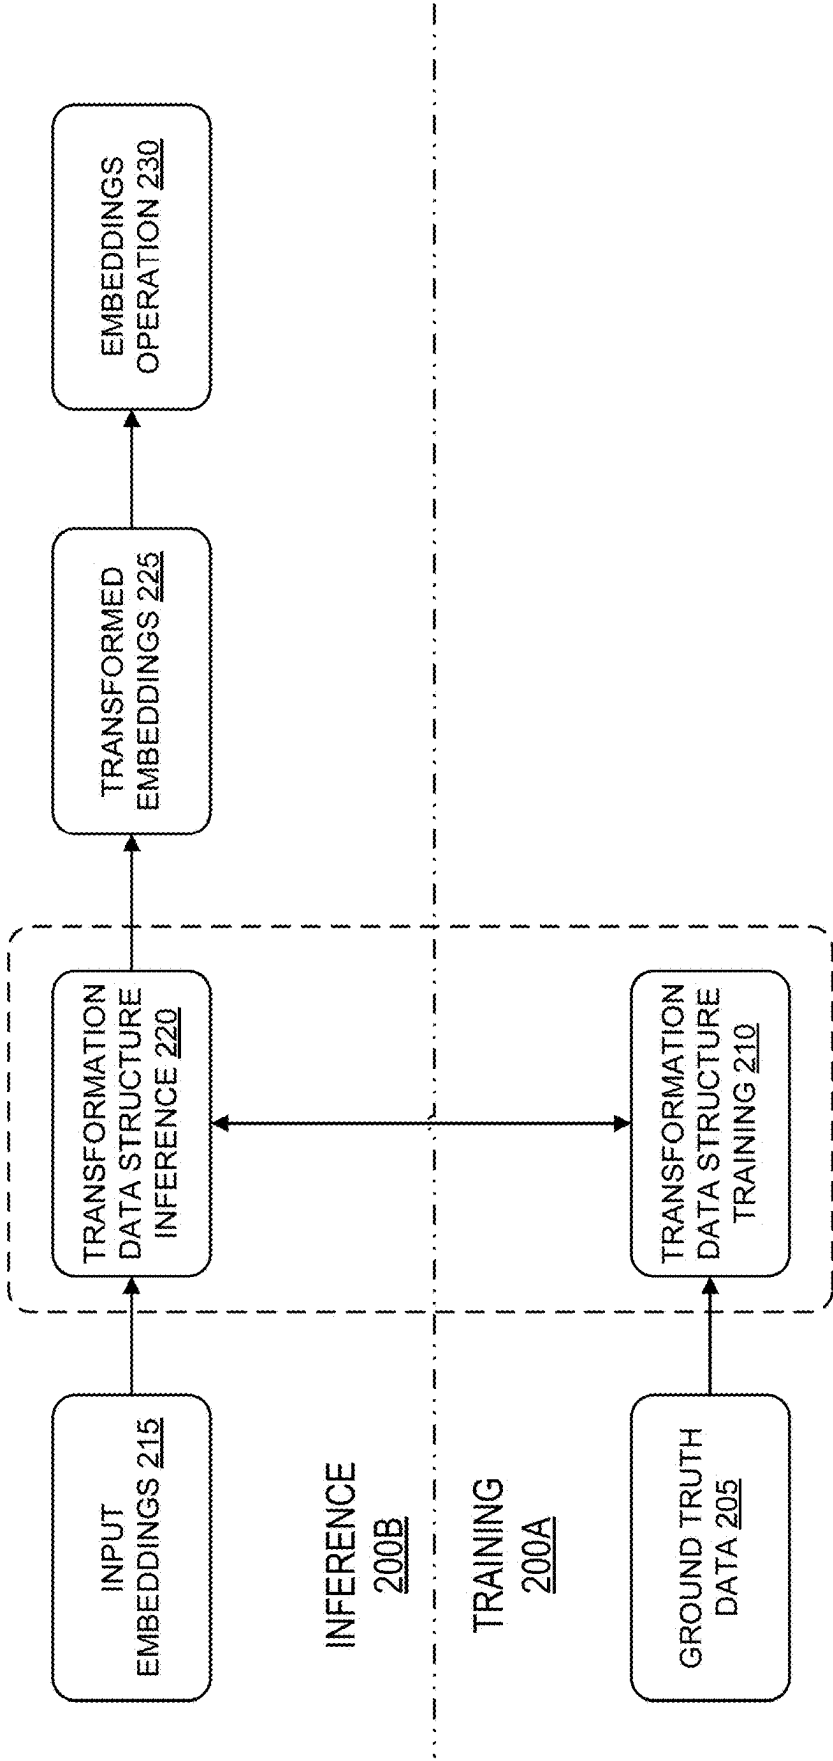 INPUT
EMBEDDINGS 215
TRANSFORMATION
DATA STRUCTURE
INFERENCE 220
TRANSFORMED
EMBEDDINGS 225
EMBEDDINGS
OPERATION 230
INFERENCE
200B
TRAINING
200A
GROUND TRUTH
DATA 205
TRANSFORMATION
DATA STRUCTURE
TRAINING 210